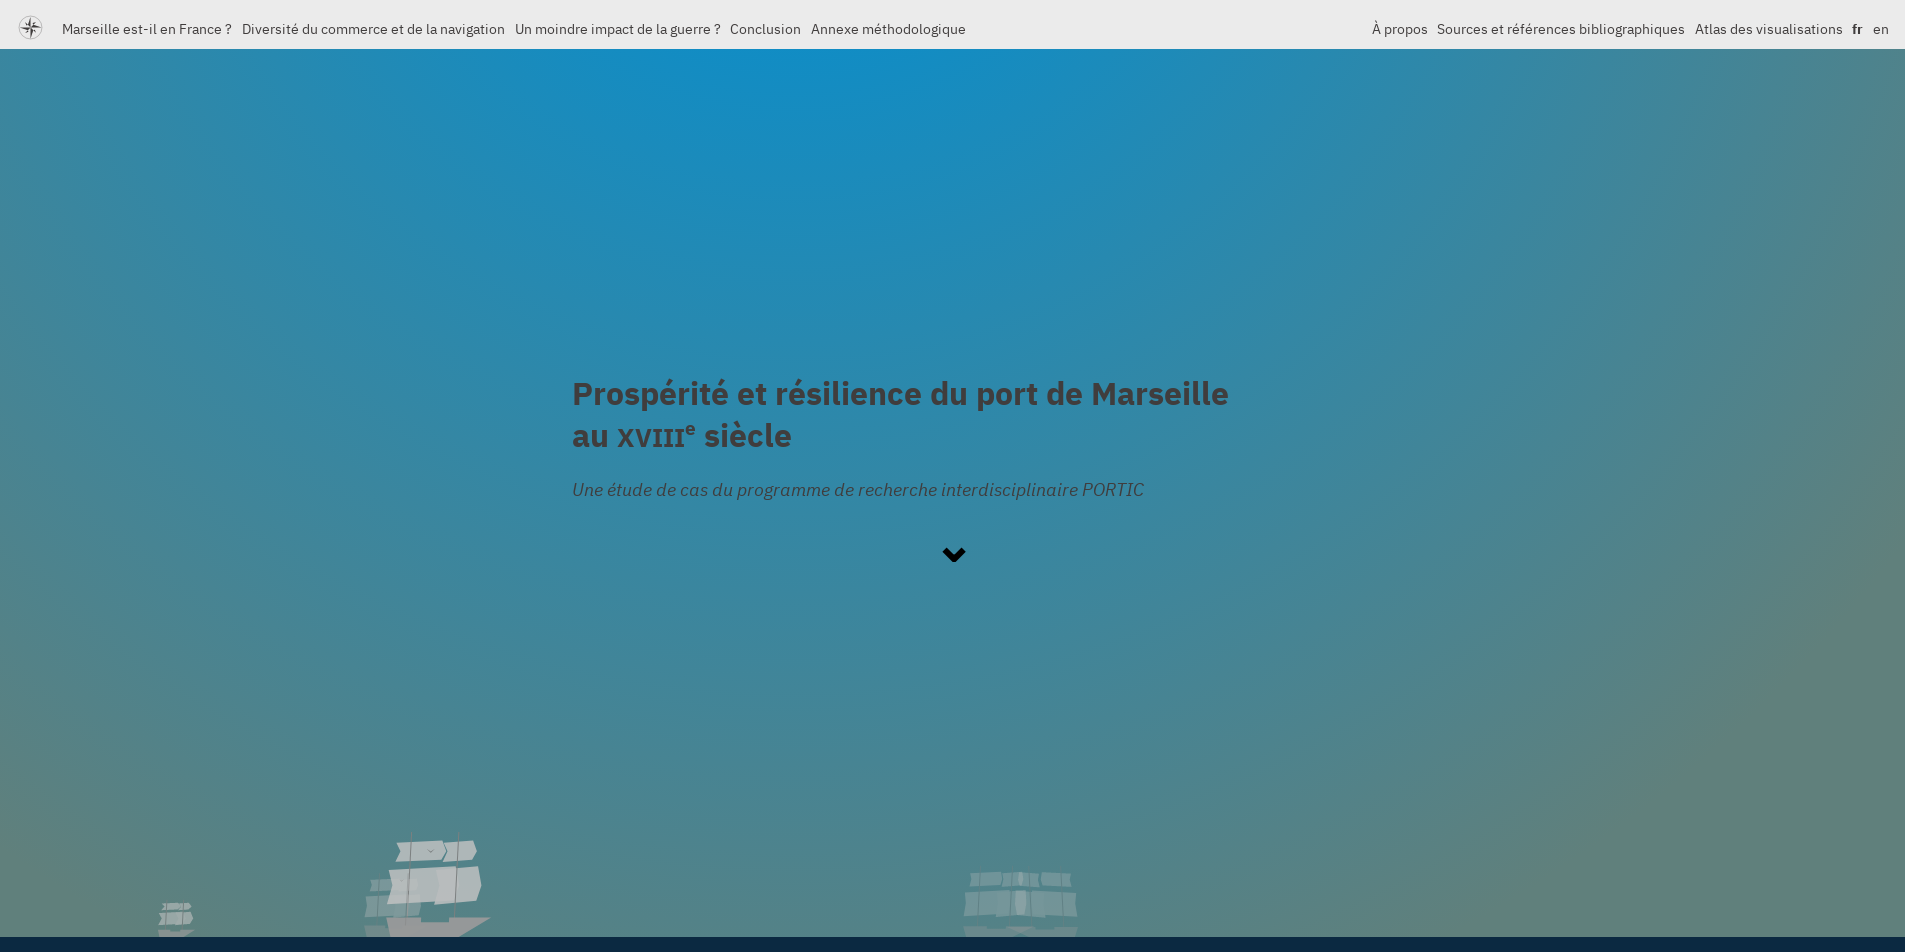 Marseille est-il en France ? Diversité du commerce et de la navigation Un moindre impact de la guerre ? Conclusion Annexe méthodologique À propos Sources et références bibliographiques Atlas des visualisations fr en
Prospérité et résilience du port de Marseille
au XVIIIe siècle
Une étude de cas du programme de recherche interdisciplinaire PORTIC